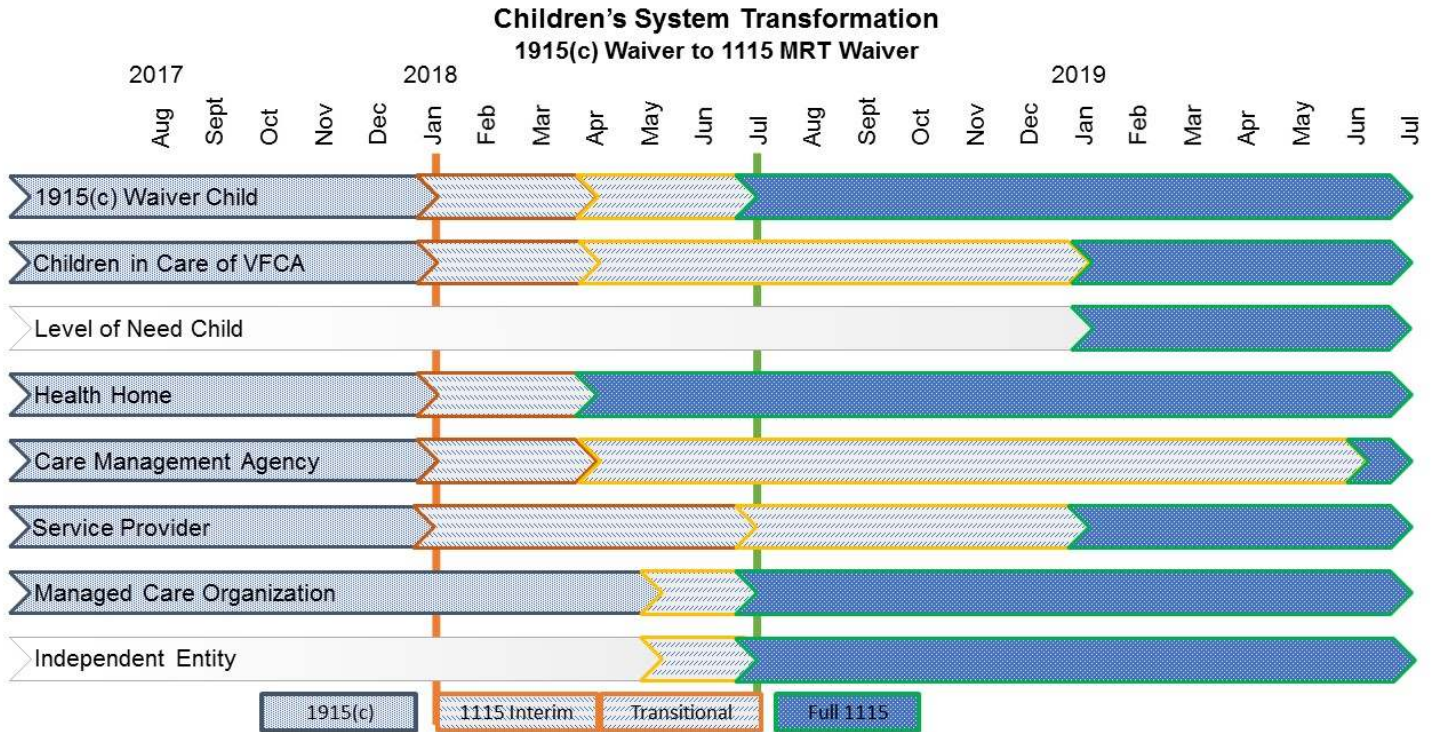 Children's System Transformation
1915(c) Waiver to 1115 MRT Waiver
2017 2018 2019
Aug Sept Oct Nov Dec Jan Feb Mar Apr May Jun Jul Aug Sept Oct Nov Dec Jan Feb Mar Apr May Jun Jul
1915(c) Waiver Child
Children in Care of VFCA
Level of Need Child
Health Home
Care Management Agency
Service Provider
Managed Care Organization
Independent Entity
1915(c) 1115 Interim Transitional Full 1115